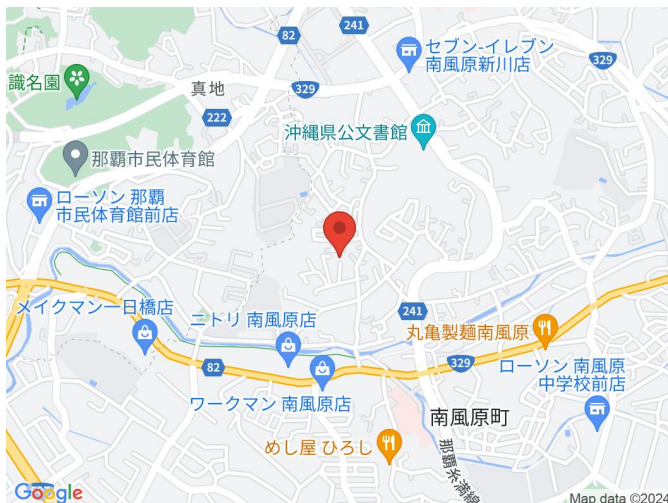 82
241
セブン-イレブン
南風原新川店
329
識名園
真地
329
222
沖縄県公文書館
那覇市民体育館
ローソン 那覇
市民体育館前店
メイクマン一日橋店
ニトリ 南風原店
241
丸亀製麺南風原
82
329
ローソン 南風原
中学校前店
ワークマン 南風原店
南風原町
めし屋 ひろし
那覇糸満線
Google
Map data ©2024